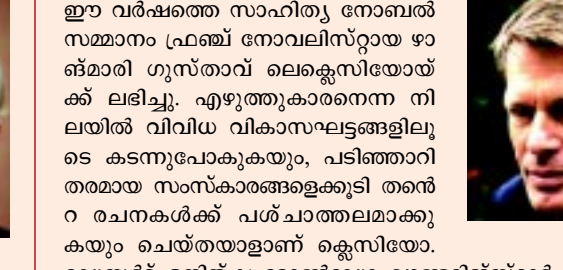 ഈ വർഷത്തെ സാഹിത്യ നോബൽ
സമ്മാനം ഫ്രഞ്ച് നോവലിസ്റ്റായ ഴാ
ങ്മാരി ഗുസ്താവ് ലെക്ലെസിയോയ്
ക്ക് ലഭിച്ചു. എഴുത്തുകാരനെന്ന നി
ലയിൽ വിവിധ വികാസഘട്ടങ്ങളിലൂ
ടെ കടന്നുപോകുകയും, പടിഞ്ഞാറി
തരമായ സംസ്കാരങ്ങളെക്കൂടി തൻെ
റ രചനകൾക്ക് പശ്ചാത്തലമാക്കു
കയും ചെയ്തയാളാണ് ക്ലെസിയോ.